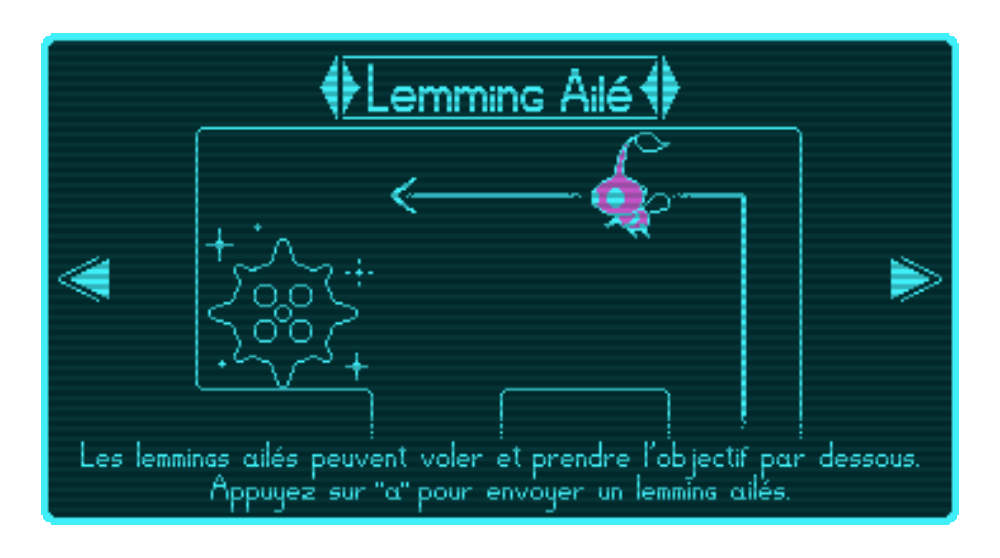 Lemming Ailé
Les lemmings ailés peuvent voler et prendre l'objectif par dessous.
Appuyez sur "a" pour envoyer un lemming ailés.